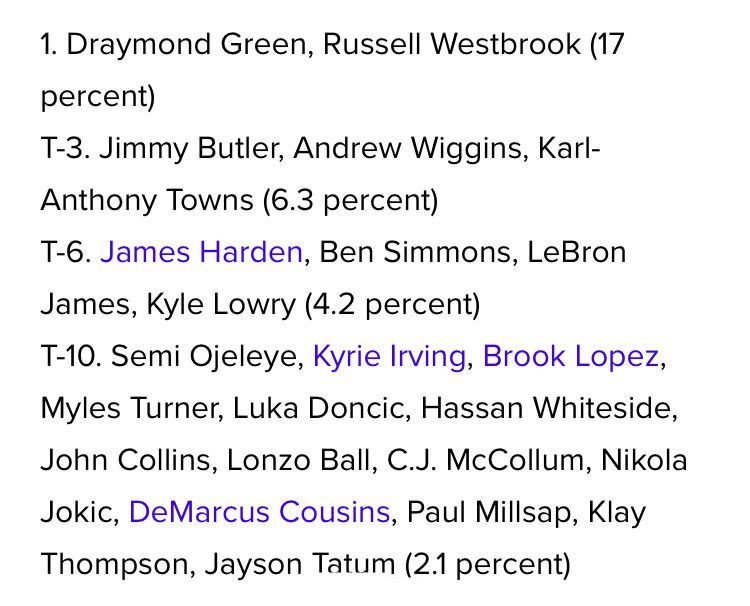 1. Draymond Green, Russell Westbrook (17
percent)
T-3. Jimmy Butler, Andrew Wiggins, Karl-
Anthony Towns (6.3 percent)
T-6. James Harden, Ben Simmons, LeBron
James, Kyle Lowry (4.2 percent)
T-10. Semi Ojeleye, Kyrie Irving, Brook Lopez,
Myles Turner, Luka Doncic, Hassan Whiteside,
John Collins, Lonzo Ball, C.J. McCollum, Nikola
Jokic, DeMarcus Cousins, Paul Millsap, Klay
Thompson, Jayson Tatum (2.1 percent)